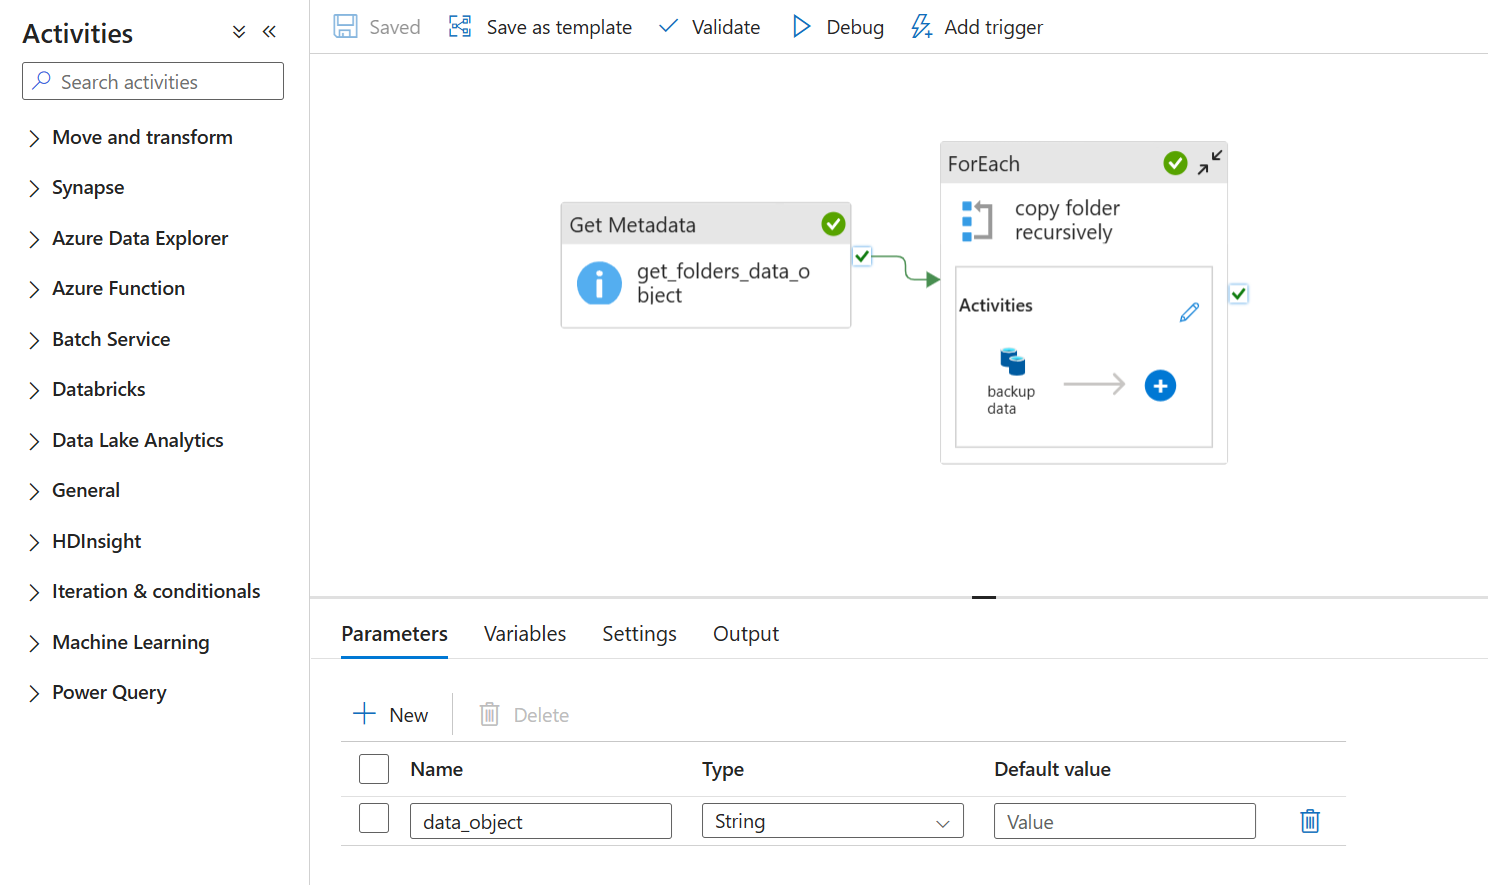 Activities
Search activities
Move and transform
Synapse
Azure Data Explorer
Azure Function
Batch Service
Databricks
Data Lake Analytics
General
HDInsight
Iteration & conditionals
Machine Learning
Power Query
Saved
Save as template
Validate
Debug
Add trigger
Get Metadata
get_folders_data_o
bject
ForEach
copy folder
recursively
Activities
backup
data
Parameters
Variables
Settings
Output
New
Delete
Name
Type
Default value
data_object
String
Value